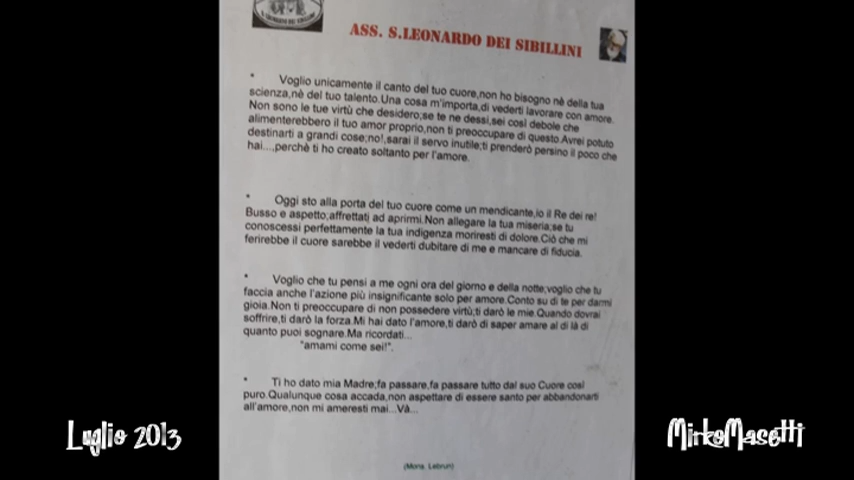 ASS. S.LEONARDO DEI SIBILLINI
* Voglio unicamente il canto del tuo cuore,non ho bisogno nè della tua
scienza,nè del tuo talento.Una cosa m'importa,di vederti lavorare con amore.
Non sono le tue virtù che desidero;se te ne dessi,sei così debole che
alimenterebbero il tuo amor proprio,non ti preoccupare di questo.Avrei potuto
destinarti a grandi cose;no!,sarai il servo inutile;ti prenderò persino il poco che
hai...,perchè ti ho creato soltanto per l'amore.
* Oggi sto alla porta del tuo cuore come un mendicante,io il Re dei re!
Busso e aspetto;affrettati ad aprirmi.Non allegare la tua miseria;se tu
conoscessi perfettamente la tua indigenza moriresti di dolore.Ciò che mi
ferirebbe il cuore sarebbe il vederti dubitare di me e mancare di fiducia.
* Voglio che tu pensi a me ogni ora del giorno e della notte;voglio che tu
faccia anche l'azione più insignificante solo per amore.Conto su di te per darmi
gioia.Non ti preoccupare di non possedere virtù;ti darò le mie.Quando dovrai
soffrire,ti darò la forza.Mi hai dato l'amore,ti darò di saper amare al di là di
quanto puoi sognare.Ma ricordati...
"amami come sei!".
* Ti ho dato mia Madre;fa passare,fa passare tutto dal suo Cuore così
puro.Qualunque cosa accada,non aspettare di essere santo per abbandonarti
all'amore,non mi ameresti mai...Và...
(Mons. Lebrun)
Luglio 2013
MirkoMasetti